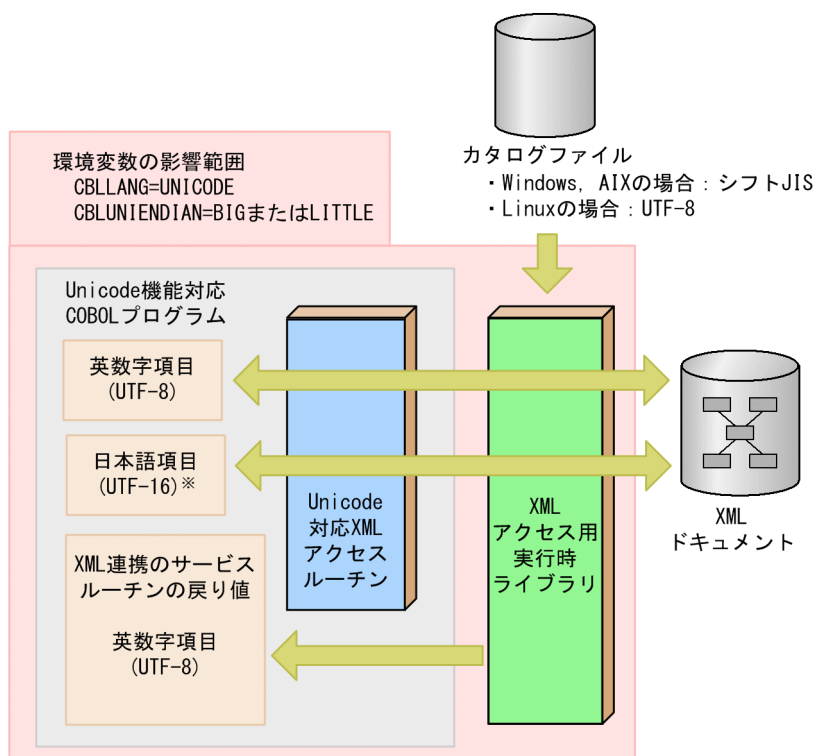 カタログファイル
・Windows, AIXの場合：シフトJIS
・Linuxの場合：UTF-8
環境変数の影響範囲
CBLLANG=UNICODE
CBLUNIENDIAN=BIGまたはLITTLE
Unicode機能対応
COBOLプログラム
英数字項目
(UTF-8)
日本語項目
(UTF-16)※
XML連携のサービス
ルーチンの戻り値
英数字項目
(UTF-8)
Unicode
対応XML
アクセス
ルーチン
XML
アクセス用
実行時
ライブラリ
XML
ドキュメント